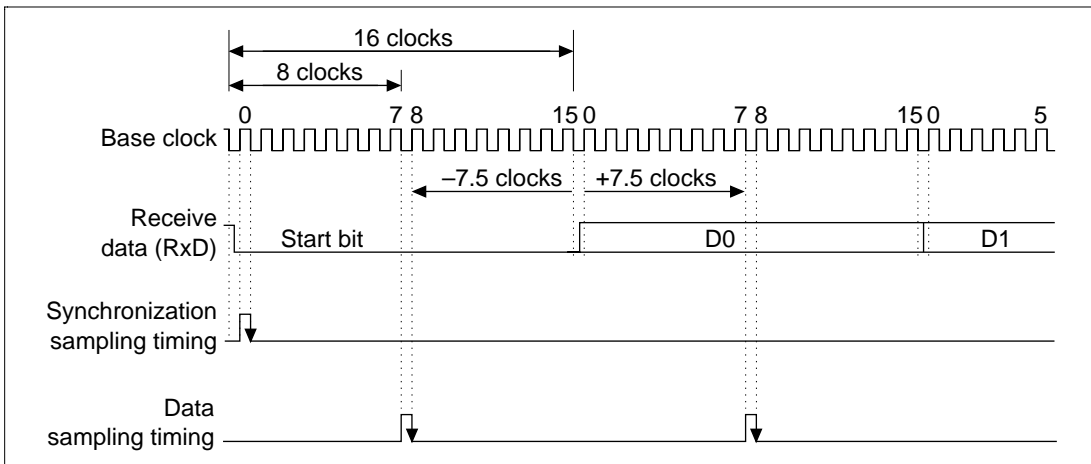 16 clocks
8 clocks
0 7 8 15 0 7 8 15 0 5
Base clock
–7.5 clocks +7.5 clocks
Receive
data (RxD)
Start bit D0 D1
Synchronization
sampling timing
Data
sampling timing